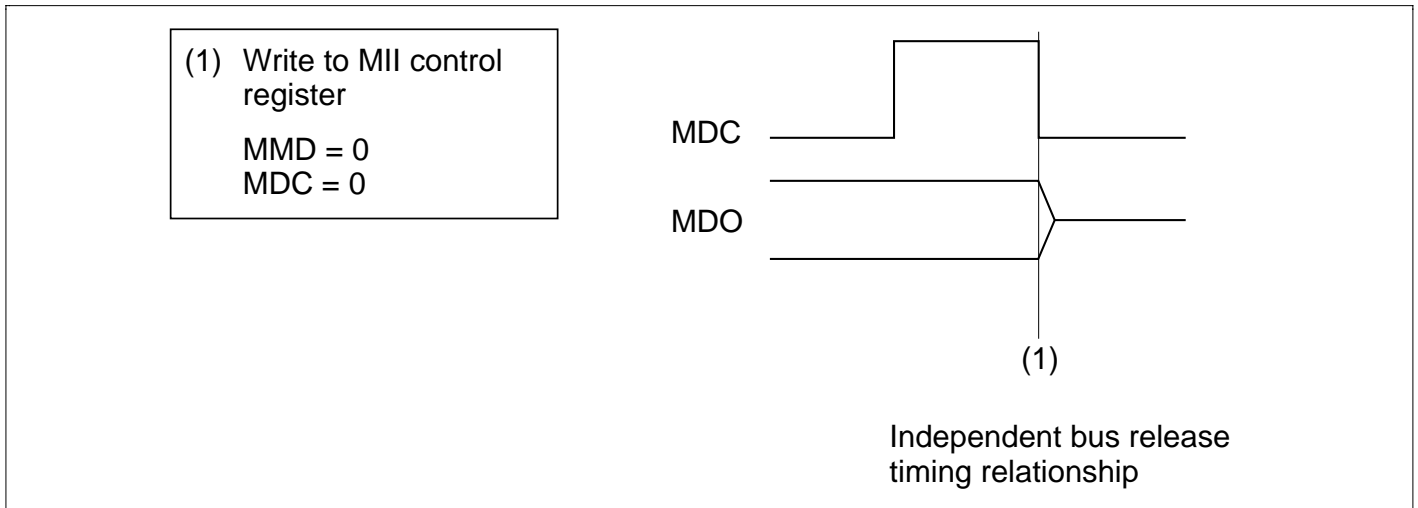 (1) Write to MII control
register
MMD = 0
MDC = 0
MDC
MDO
(1)
Independent bus release
timing relationship